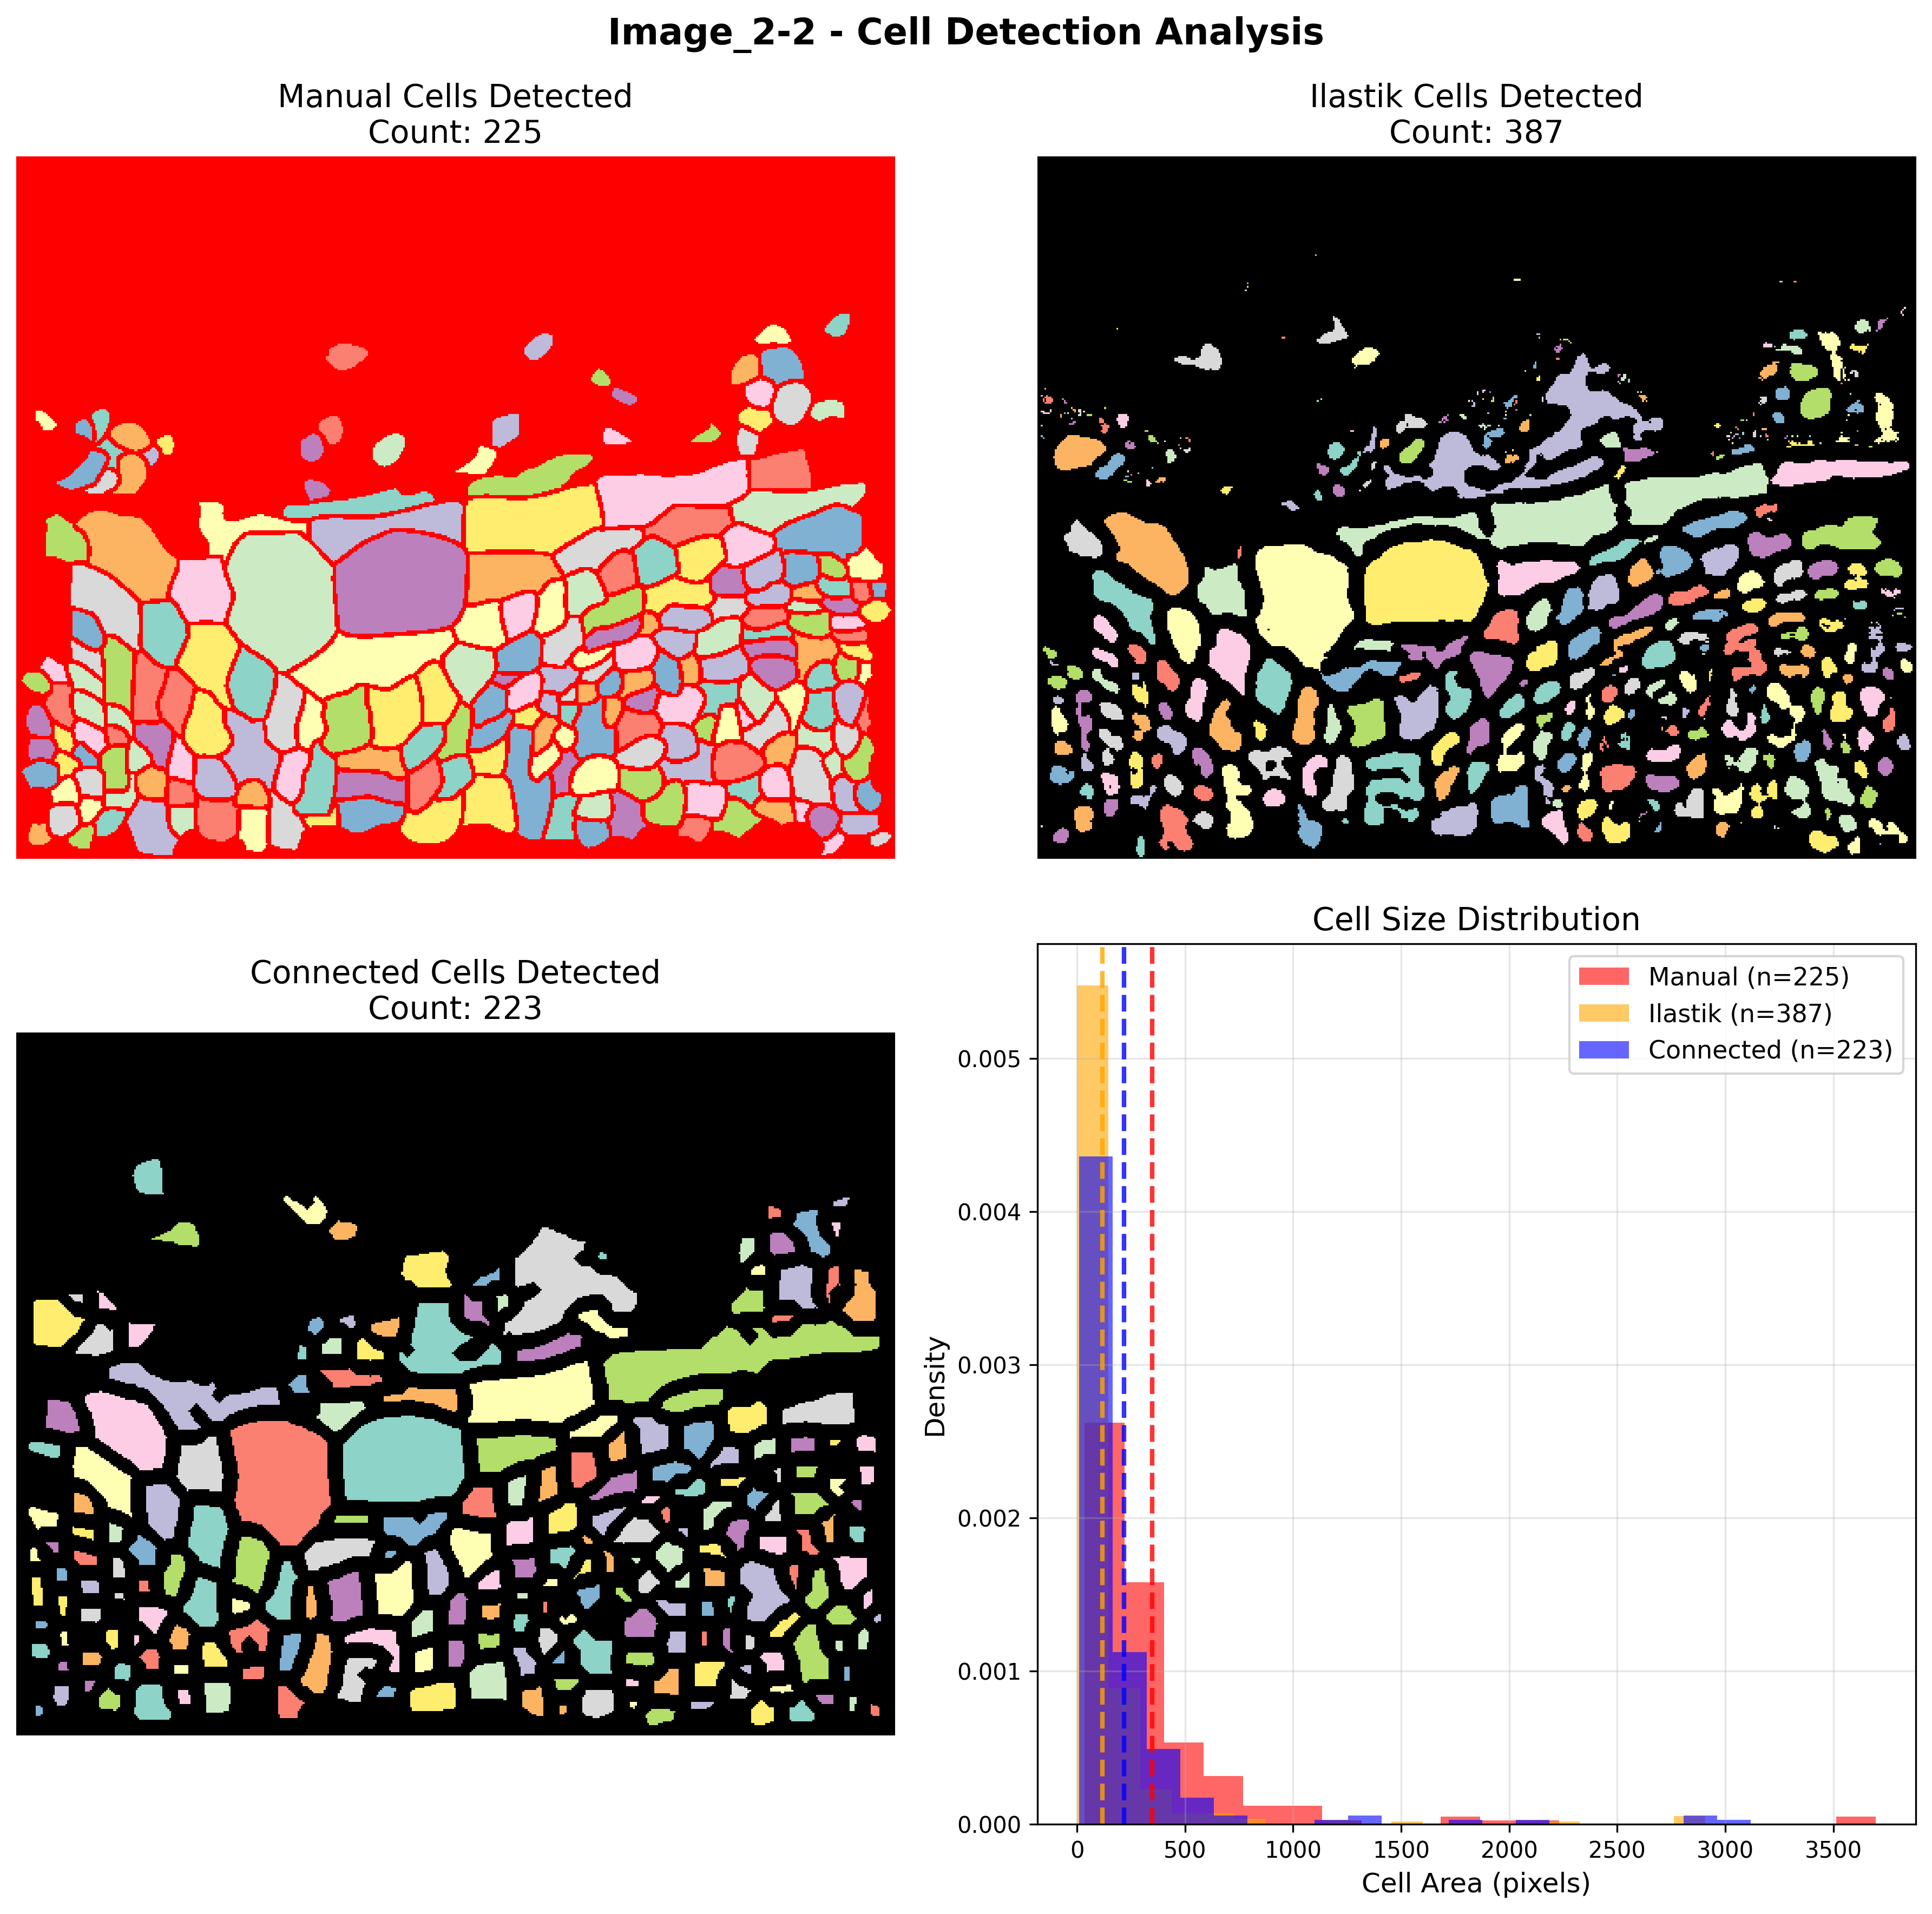 Image_2-2 - Cell Detection Analysis
Manual Cells Detected
Count: 225
Ilastik Cells Detected
Count: 387
Connected Cells Detected
Count: 223
Cell Size Distribution
Manual (n=225)
Ilastik (n=387)
Connected (n=223)
Density
0.005
0.004
0.003
0.002
0.001
0.000
0 500 1000 1500 2000 2500 3000 3500
Cell Area (pixels)